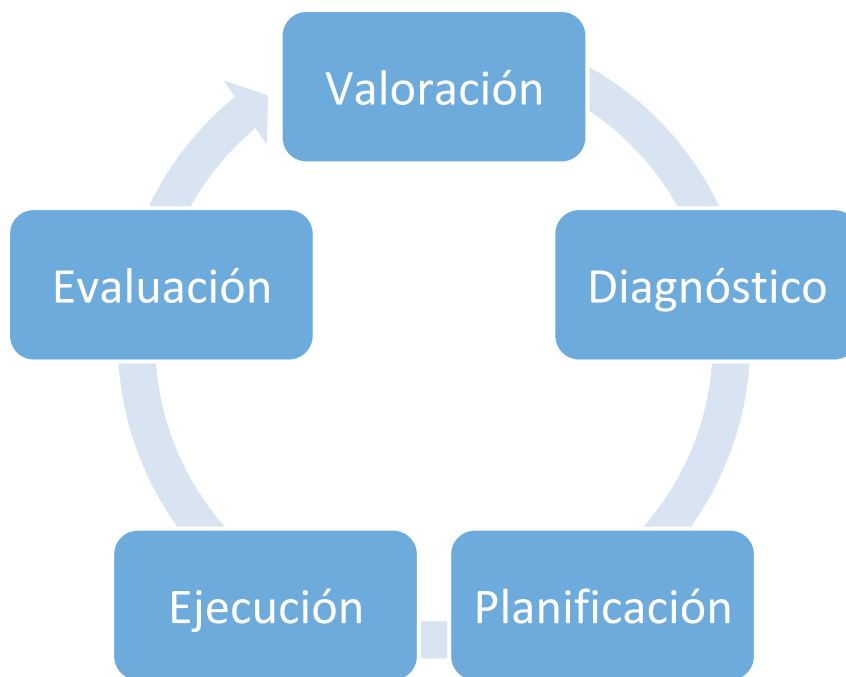 Valoración
Diagnóstico
Planificación
Ejecución
Evaluación